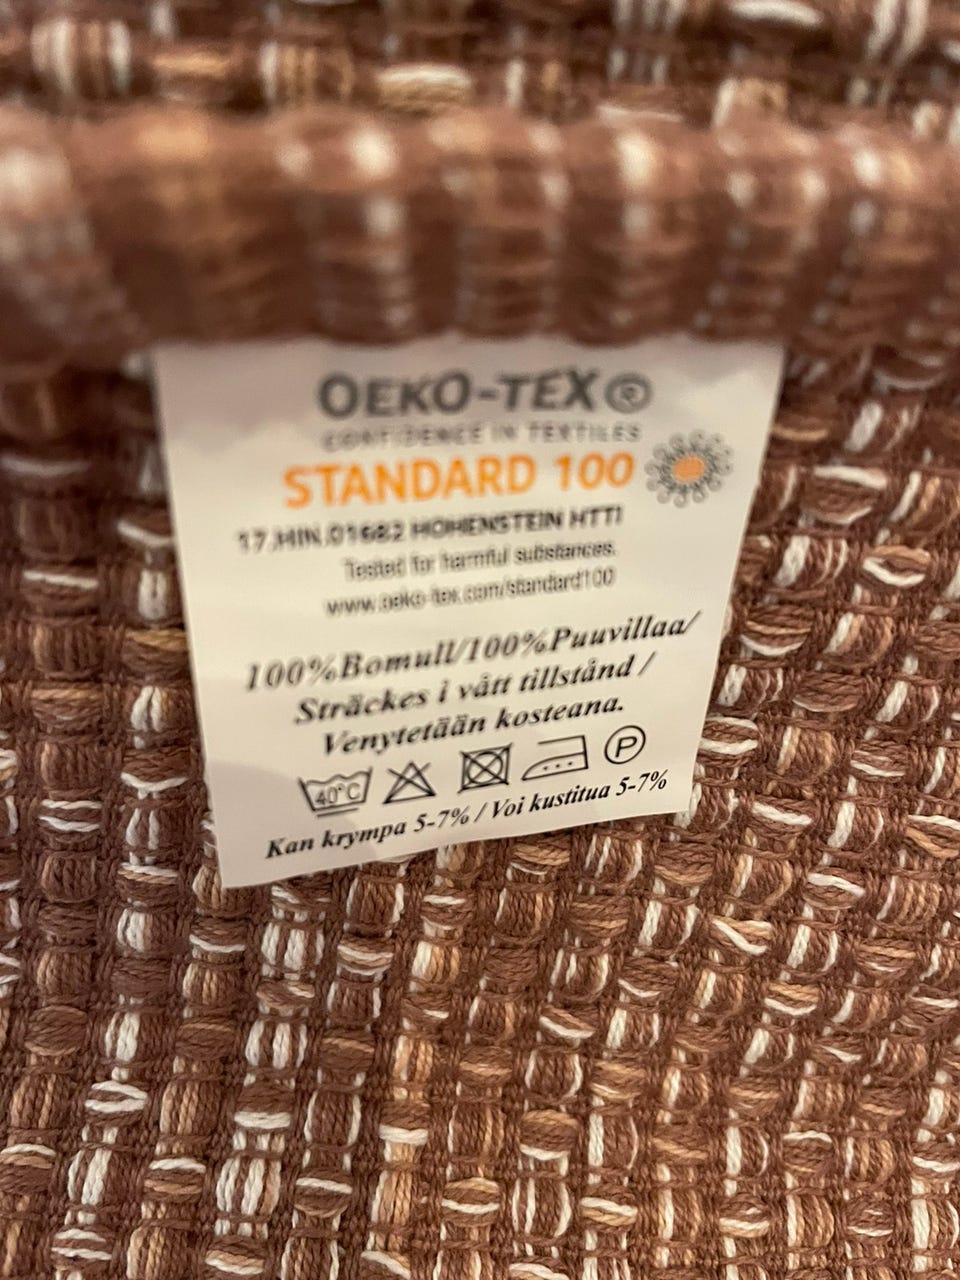 OEKO-TEX®
CONFIDENCE IN TEXTILES
STANDARD 100
17.HIN.01682 HOHENSTEIN HTTI
Tested for harmful substances.
www.oeko-tex.com/standard100
100%Bomull/100%Puuvillaa/
Sträckes i vått tillstånd /
Venytetään kosteana.
40°C P
Kan krympa 5-7% / Voi kustitua 5-7%